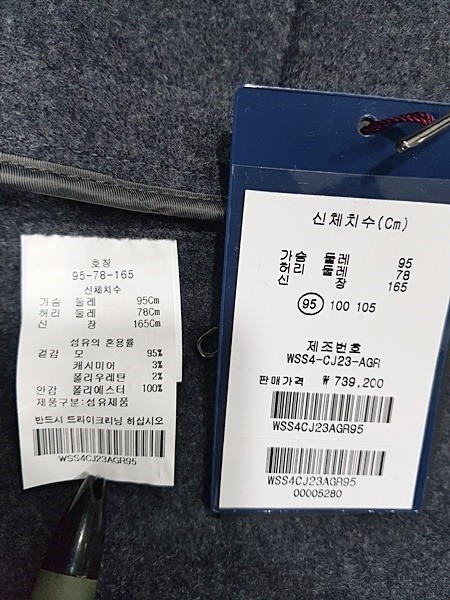 호칭
95-78-165
신체치수
가슴 둘레 95Cm
허리 둘레 78Cm
신 장 165Cm
섬유의 혼용률
겉감 모 95%
캐시미어 3%
폴리우레탄 2%
안감 폴리에스터 100%
제품구분:섬유제품
반드시 드라이크리닝 하십시오
WSS4CJ23AGR95
신체치수(Cm)
가슴 둘레 95
허리 둘레 78
신 장 165
95 100 105
제조번호
WSS4-CJ23-AGR
판매가격 ₩ 739,200
WSS4CJ23AGR95
WSS4CJ23AGR95
00005280